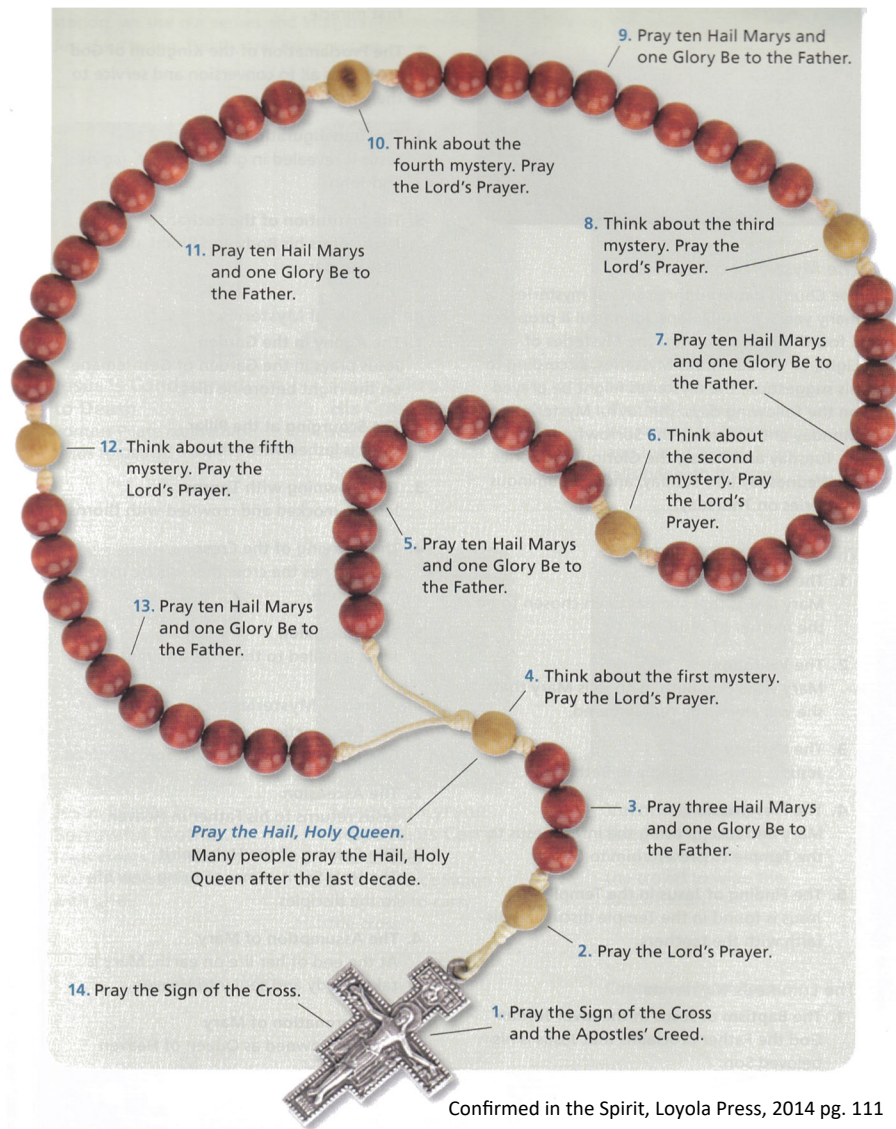 1. Pray the Sign of the Cross
and the Apostles' Creed.
2. Pray the Lord's Prayer.
3. Pray three Hail Marys
and one Glory Be to
the Father.
4. Think about the first mystery.
Pray the Lord's Prayer.
5. Pray ten Hail Marys
and one Glory Be to
the Father.
6. Think about
the second
mystery. Pray
the Lord's
Prayer.
7. Pray ten Hail Marys
and one Glory Be to
the Father.
8. Think about the third
mystery. Pray the
Lord's Prayer.
9. Pray ten Hail Marys and
one Glory Be to the Father.
10. Think about the
fourth mystery. Pray
the Lord's Prayer.
11. Pray ten Hail Marys
and one Glory Be to
the Father.
12. Think about the fifth
mystery. Pray the
Lord's Prayer.
13. Pray ten Hail Marys
and one Glory Be to
the Father.
Pray the Hail, Holy Queen.
Many people pray the Hail, Holy
Queen after the last decade.
14. Pray the Sign of the Cross.
Confirmed in the Spirit, Loyola Press, 2014 pg. 111